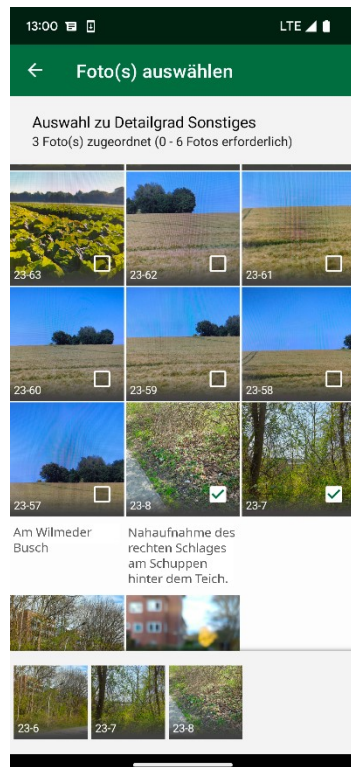 13:00
LTE
Foto(s) auswählen
Auswahl zu Detailgrad Sonstiges
3 Foto(s) zugeordnet (0 - 6 Fotos erforderlich)
23-63
23-62
23-61
23-60
23-59
23-58
23-57
23-8
23-7
Am Wilmeder
Busch
Nahaufnahme des
rechten Schlages
am Schuppen
hinter dem Teich.
23-6
23-7
23-8